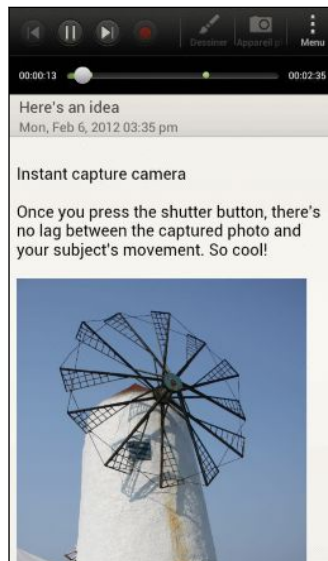 Dessiner
Appareil p
Menu
00:00:13
00:02:35
Here's an idea
Mon, Feb 6, 2012 03:35 pm
Instant capture camera
Once you press the shutter button, there's
no lag between the captured photo and
your subject's movement. So cool!